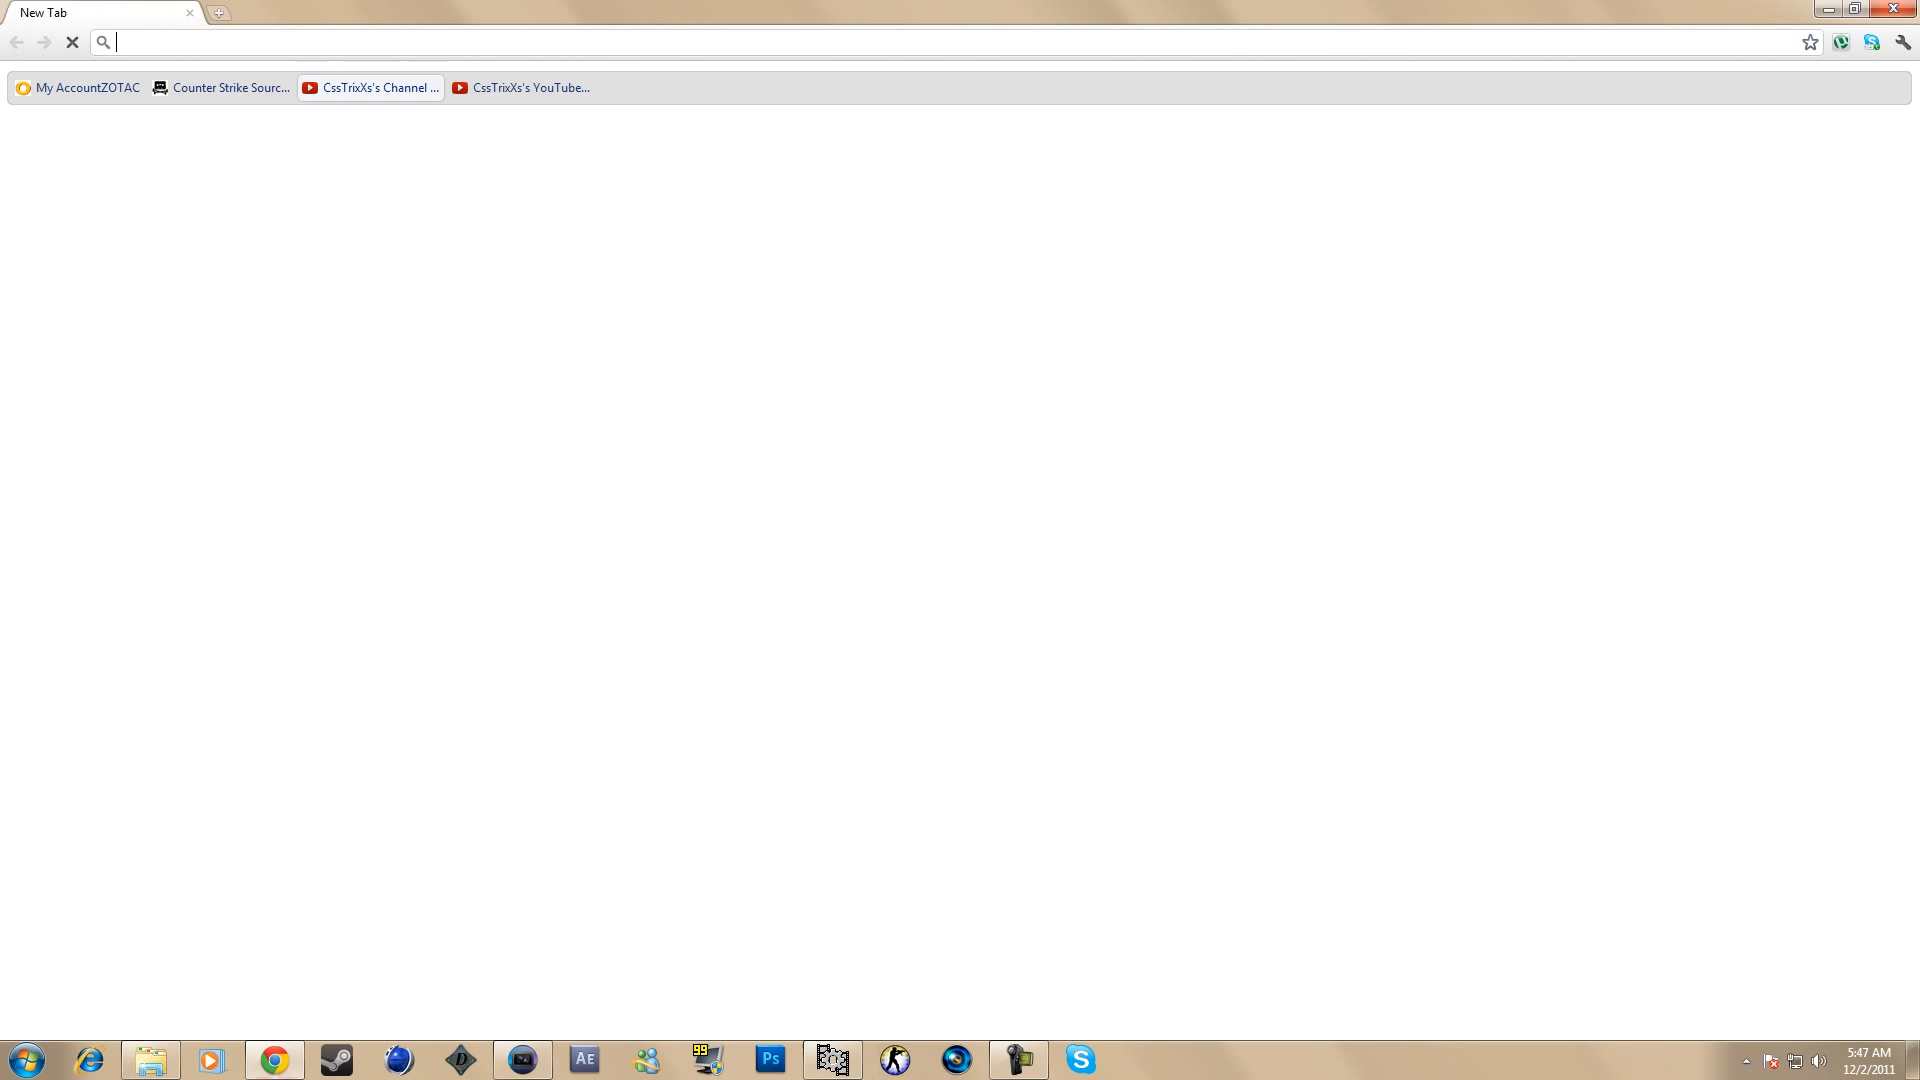 New Tab
My AccountZOTAC
Counter Strike Sourc...
CssTrixXs's Channel ...
CssTrixXs's YouTube...
AE
99
Ps
5:47 AM
12/2/2011